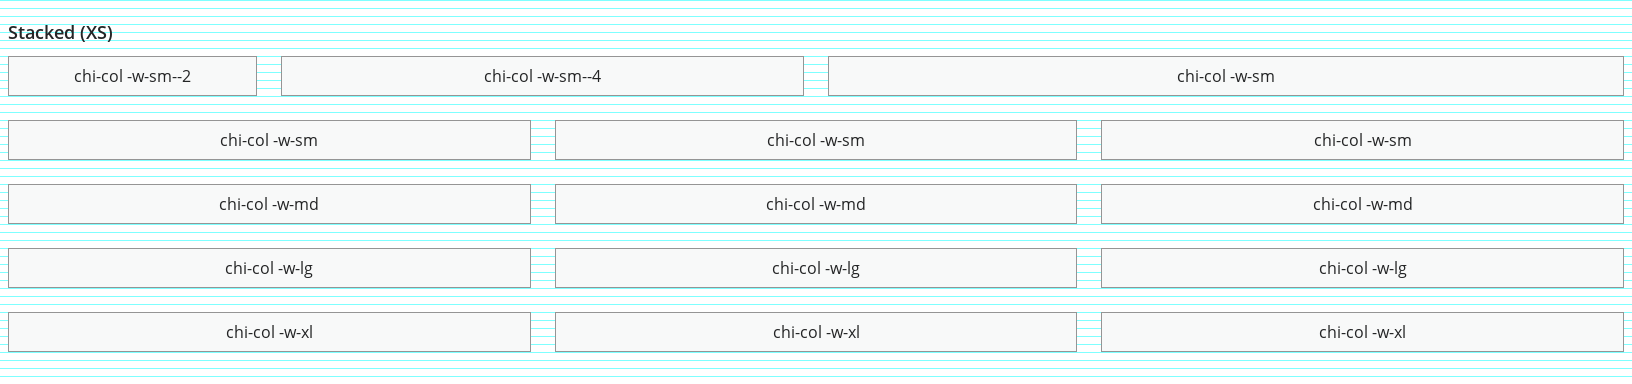 Stacked (XS)
chi-col -w-sm--2 chi-col -w-sm--4 chi-col -w-sm
chi-col -w-sm chi-col -w-sm chi-col -w-sm
chi-col -w-md chi-col -w-md chi-col -w-md
chi-col -w-lg chi-col -w-lg chi-col -w-lg
chi-col -w-xl chi-col -w-xl chi-col -w-xl